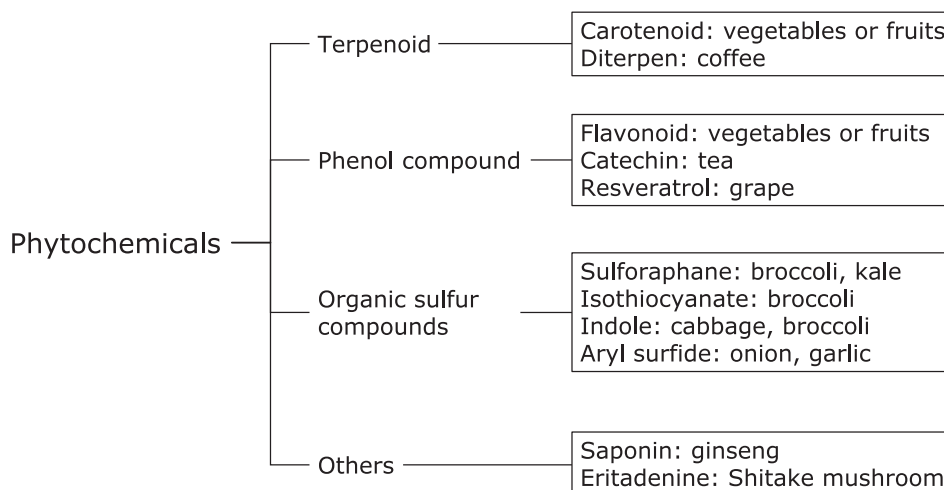 Phytochemicals
Terpenoid
Carotenoid: vegetables or fruits
Diterpen: coffee
Phenol compound
Flavonoid: vegetables or fruits
Catechin: tea
Resveratrol: grape
Organic sulfur
compounds
Sulforaphane: broccoli, kale
Isothiocyanate: broccoli
Indole: cabbage, broccoli
Aryl surfide: onion, garlic
Others
Saponin: ginseng
Eritadenine: Shitake mushroom